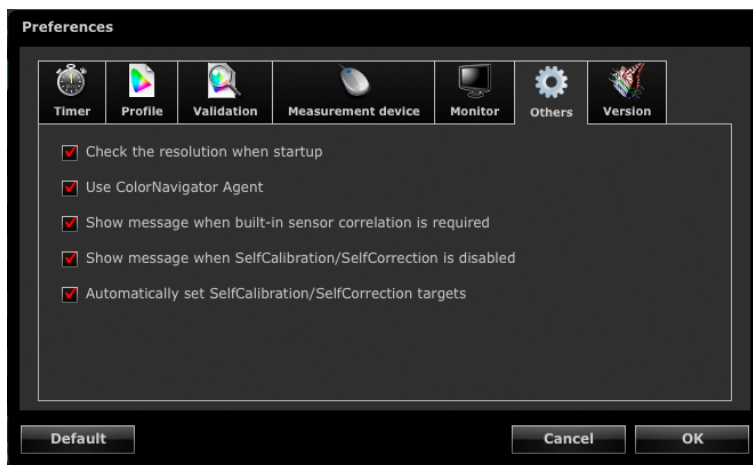 Preferences
Timer
Profile
Validation
Measurement device
Monitor
Others
Version
Check the resolution when startup
Use ColorNavigator Agent
Show message when built-in sensor correlation is required
Show message when SelfCalibration/SelfCorrection is disabled
Automatically set SelfCalibration/SelfCorrection targets
Default
Cancel
OK